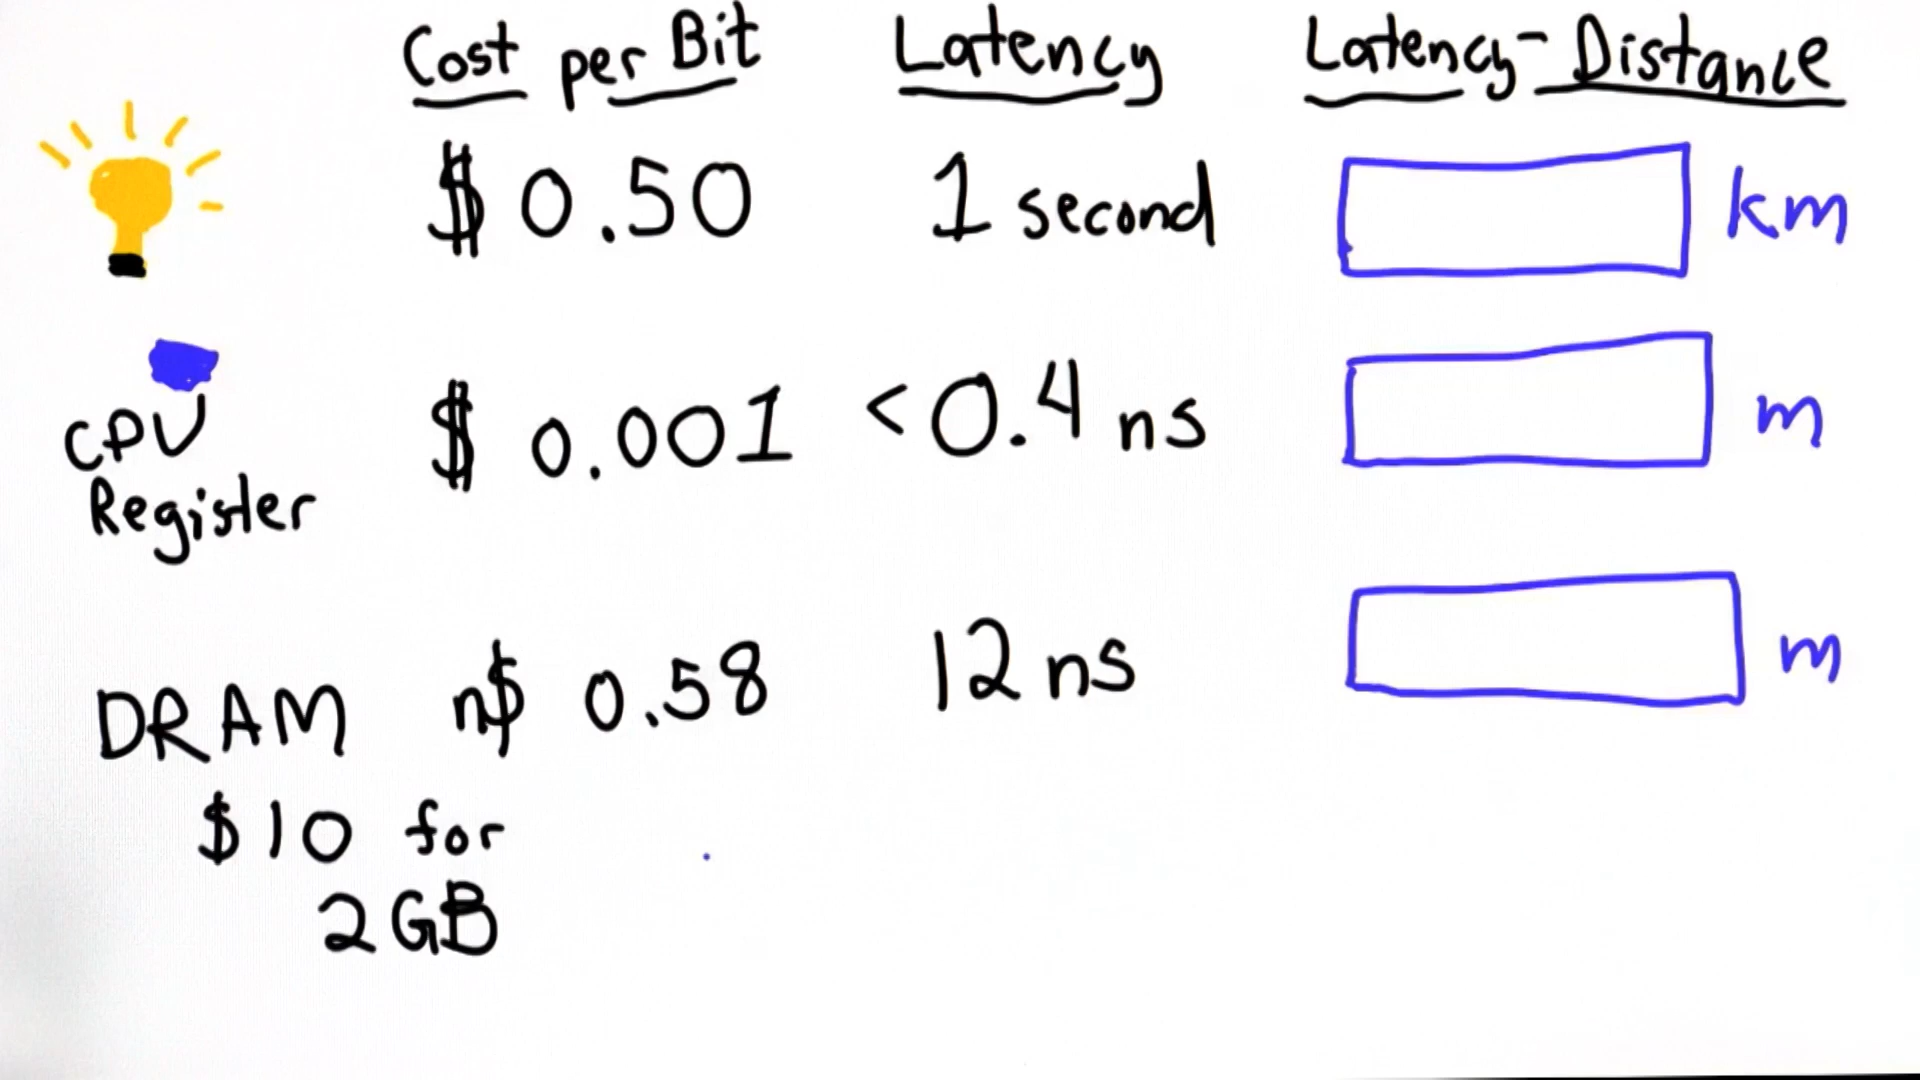 Cost per Bit Latency Latency-Distance
$ 0.50 1 second km
CPU
Register
$ 0.001 <0.4 ns m
DRAM n$ 0.58 12 ns m
$10 for
2GB